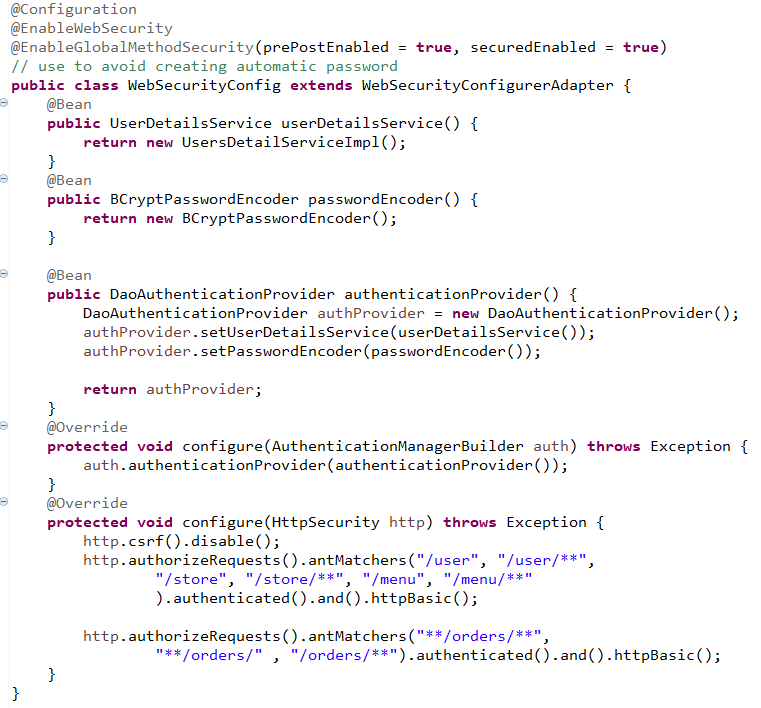 @Configuration
@EnableWebSecurity
@EnableGlobalMethodSecurity(prePostEnabled = true, securedEnabled = true)
// use to avoid creating automatic password
public class WebSecurityConfig extends WebSecurityConfigurerAdapter {
    @Bean
    public UserDetailsService userDetailsService() {
        return new UsersDetailServiceImpl();
    }
    @Bean
    public BCryptPasswordEncoder passwordEncoder() {
        return new BCryptPasswordEncoder();
    }

    @Bean
    public DaoAuthenticationProvider authenticationProvider() {
        DaoAuthenticationProvider authProvider = new DaoAuthenticationProvider();
        authProvider.setUserDetailsService(userDetailsService());
        authProvider.setPasswordEncoder(passwordEncoder());

        return authProvider;
    }
    @Override
    protected void configure(AuthenticationManagerBuilder auth) throws Exception {
        auth.authenticationProvider(authenticationProvider());
    }
    @Override
    protected void configure(HttpSecurity http) throws Exception {
        http.csrf().disable();
        http.authorizeRequests().antMatchers("/user", "/user/**",
                "/store", "/store/**", "/menu", "/menu/**"
                ).authenticated().and().httpBasic();

        http.authorizeRequests().antMatchers("**/orders/**",
                "**/orders/" , "/orders/**").authenticated().and().httpBasic();
    }
}